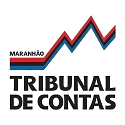 MARANHÃO
TRIBUNAL
DE CONTAS